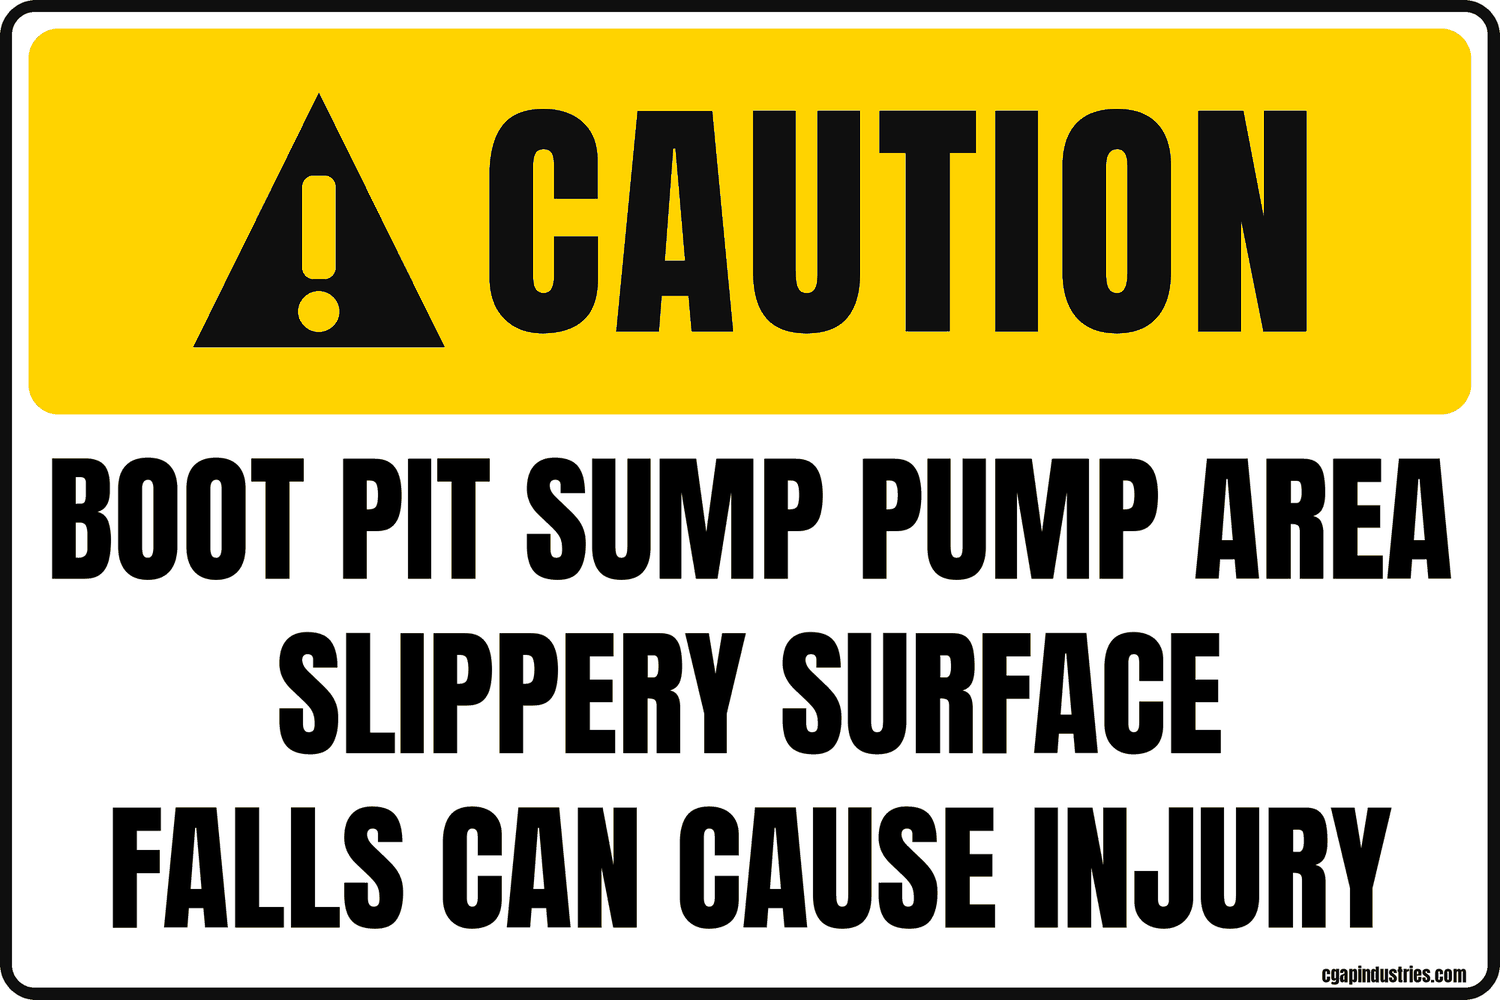 CAUTION
BOOT PIT SUMP PUMP AREA
SLIPPERY SURFACE
FALLS CAN CAUSE INJURY
cgapindustries.com